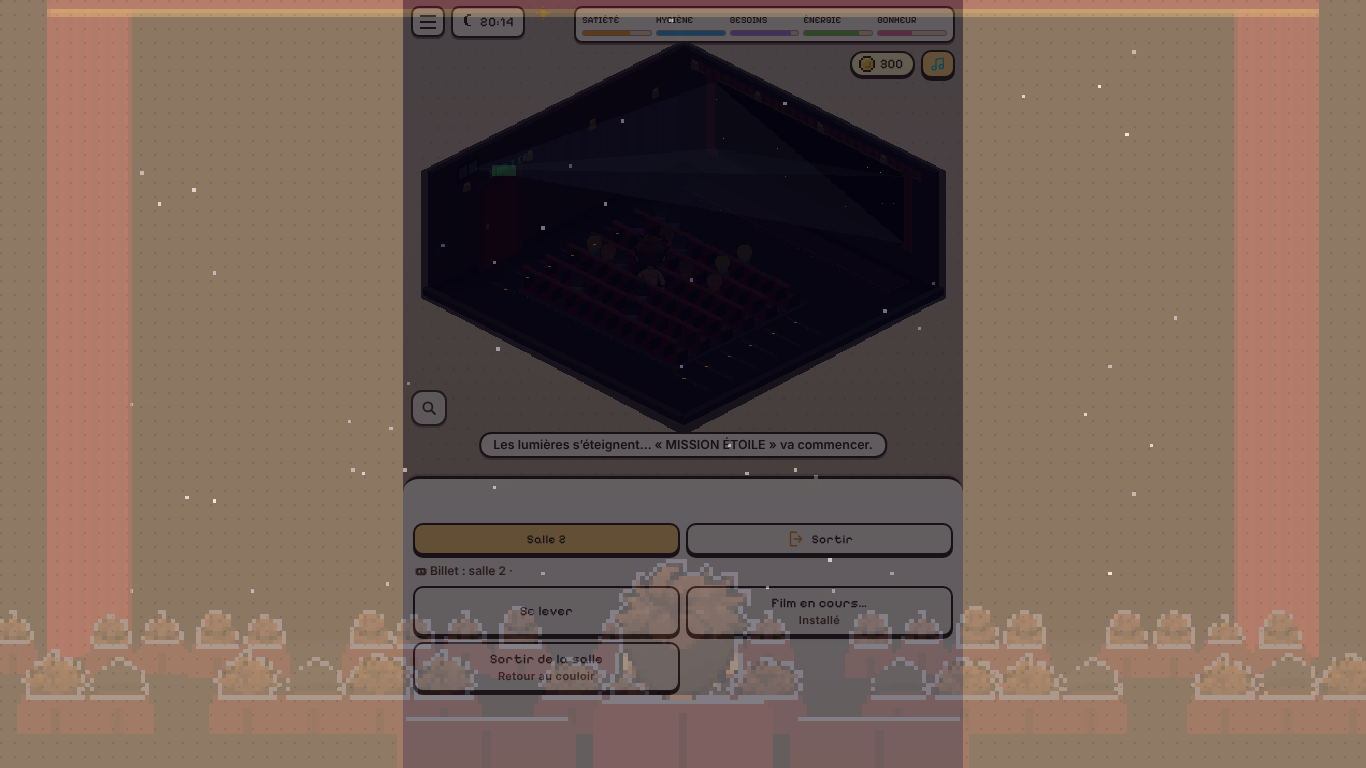 20:14
SATIÉTÉ HYGIÈNE BESOINS ÉNERGIE BONHEUR
300
Les lumières s'éteignent... « MISSION ÉTOILE » va commencer.
Salle 2
Sortir
Billet : salle 2 ·
Se lever
Film en cours...
Installé
Sortir de la salle
Retour au couloir